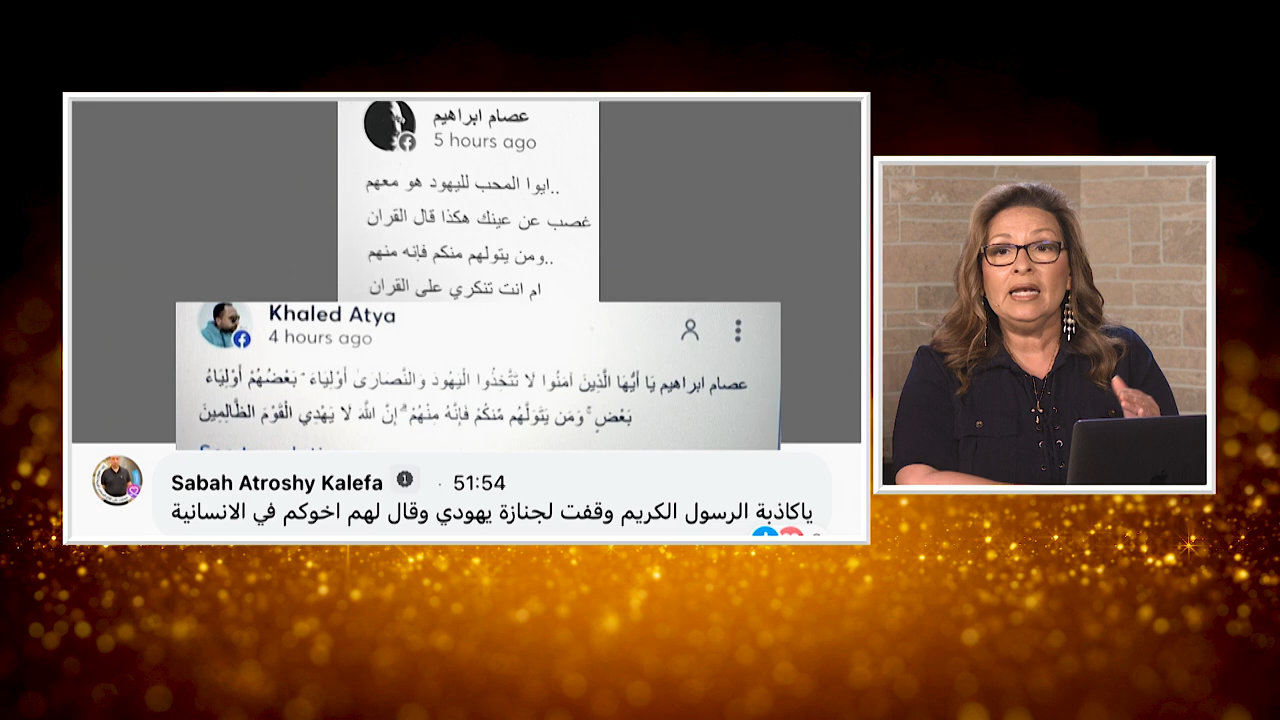 عصام ابراهيم
5 hours ago
..ايوا المحب لليهود هو معهم
غصب عن عينك هكذا قال القران
..ومن يتولهم منكم فإنه منهم
ام انت تنكري على القران
Khaled Atya
4 hours ago
عصام ابراهيم يَا أَيُّهَا الَّذِينَ آمَنُوا لَا تَتَّخِذُوا الْيَهُودَ وَالنَّصَارَىٰ أَوْلِيَاءَ ۘ بَعْضُهُمْ أَوْلِيَاءُ
بَعْضٍ ۚ وَمَن يَتَوَلَّهُم مِّنكُمْ فَإِنَّهُ مِنْهُمْ ۗ إِنَّ اللَّهَ لَا يَهْدِي الْقَوْمَ الظَّالِمِينَ
Sabah Atroshy Kalefa · 51:54
ياكاذبة الرسول الكريم وقفت لجنازة يهودي وقال لهم اخوكم في الانسانية